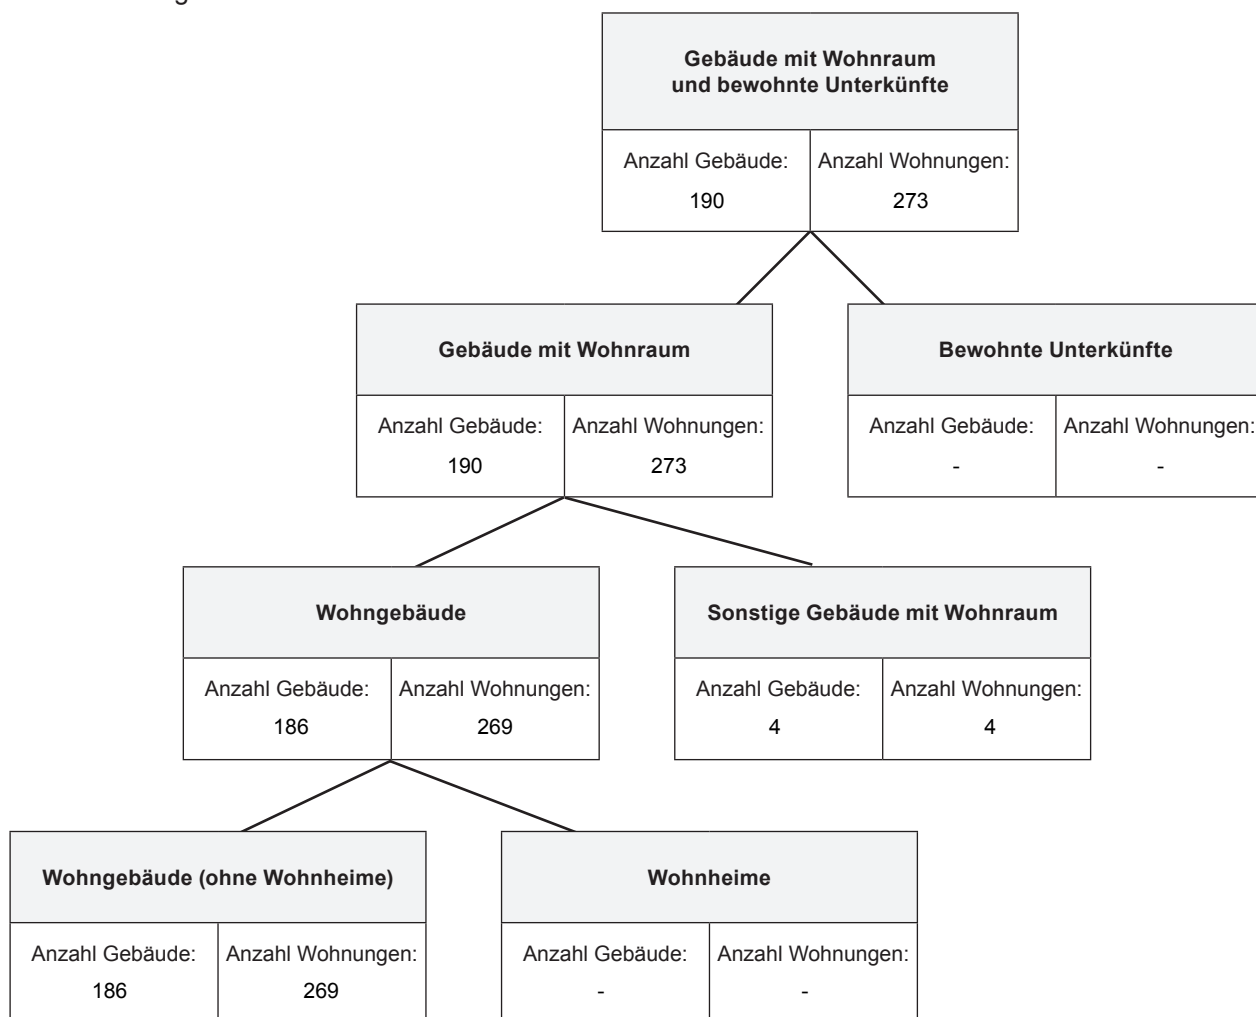 Gebäude mit Wohnraum
und bewohnte Unterkünfte
Anzahl Gebäude: Anzahl Wohnungen:
190 273
Gebäude mit Wohnraum
Anzahl Gebäude: Anzahl Wohnungen:
190 273
Bewohnte Unterkünfte
Anzahl Gebäude: Anzahl Wohnungen:
- -
Wohngebäude
Anzahl Gebäude: Anzahl Wohnungen:
186 269
Sonstige Gebäude mit Wohnraum
Anzahl Gebäude: Anzahl Wohnungen:
4 4
Wohngebäude (ohne Wohnheime)
Anzahl Gebäude: Anzahl Wohnungen:
186 269
Wohnheime
Anzahl Gebäude: Anzahl Wohnungen:
- -